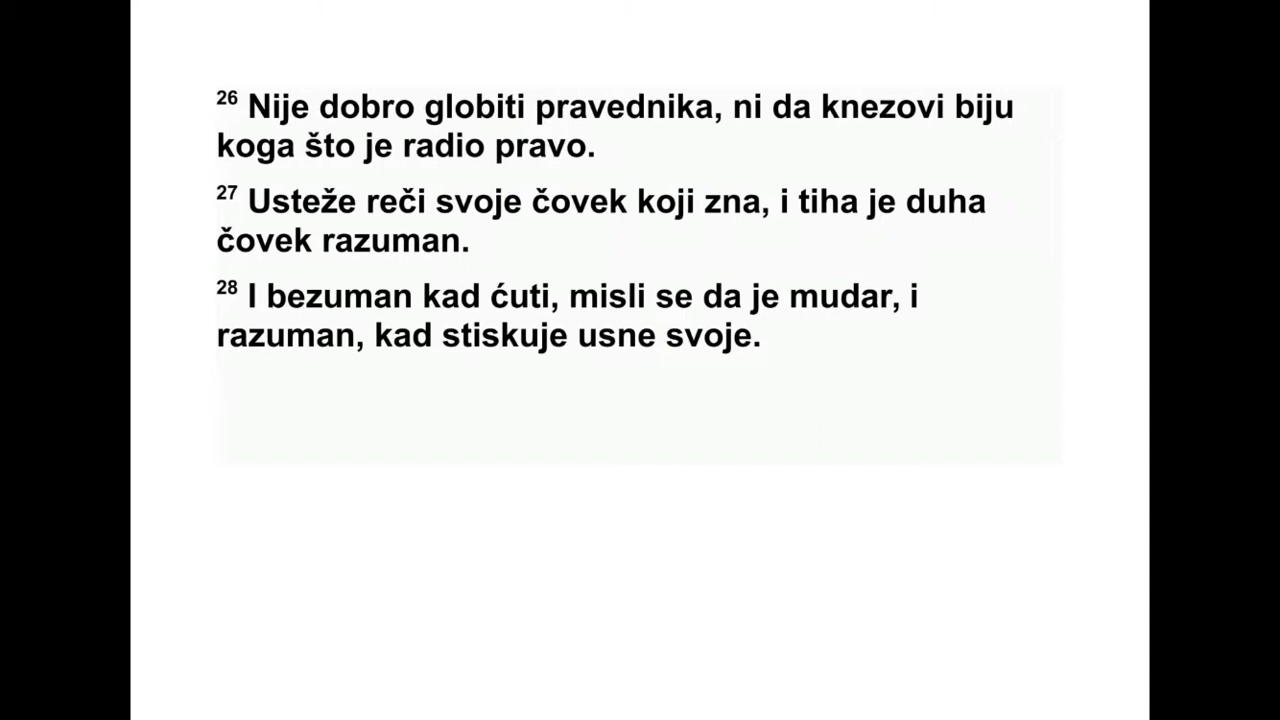 26 Nije dobro globiti pravednika, ni da knezovi biju
koga što je radio pravo.
27 Usteže reči svoje čovek koji zna, i tiha je duha
čovek razuman.
28 I bezuman kad ćuti, misli se da je mudar, i
razuman, kad stiskuje usne svoje.